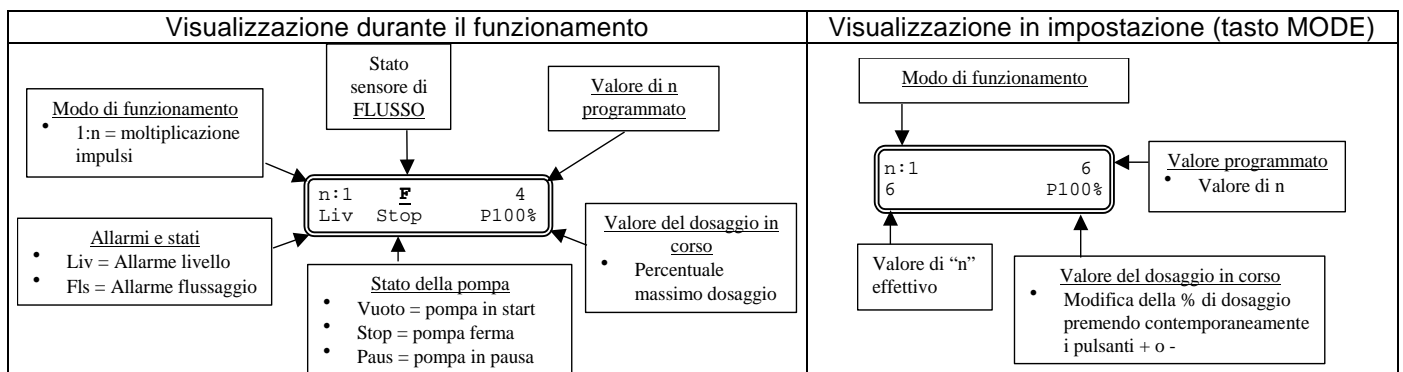 Visualizzazione durante il funzionamento
Stato
sensore di
FLUSSO
Valore di n
programmato
Modo di funzionamento
• 1:n = moltiplicazione
impulsi
n:1 F 4
Liv Stop P100%
Allarmi e stati
• Liv = Allarme livello
• Fls = Allarme flussaggio
Stato della pompa
• Vuoto = pompa in start
• Stop = pompa ferma
• Paus = pompa in pausa
Valore del dosaggio in
corso
• Percentuale
massimo dosaggio
Visualizzazione in impostazione (tasto MODE)
Modo di funzionamento
n:1 6
6 P100%
Valore programmato
• Valore di n
Valore di “n”
effettivo
Valore del dosaggio in corso
• Modifica della % di dosaggio
premendo contemporaneamente
i pulsanti + o -